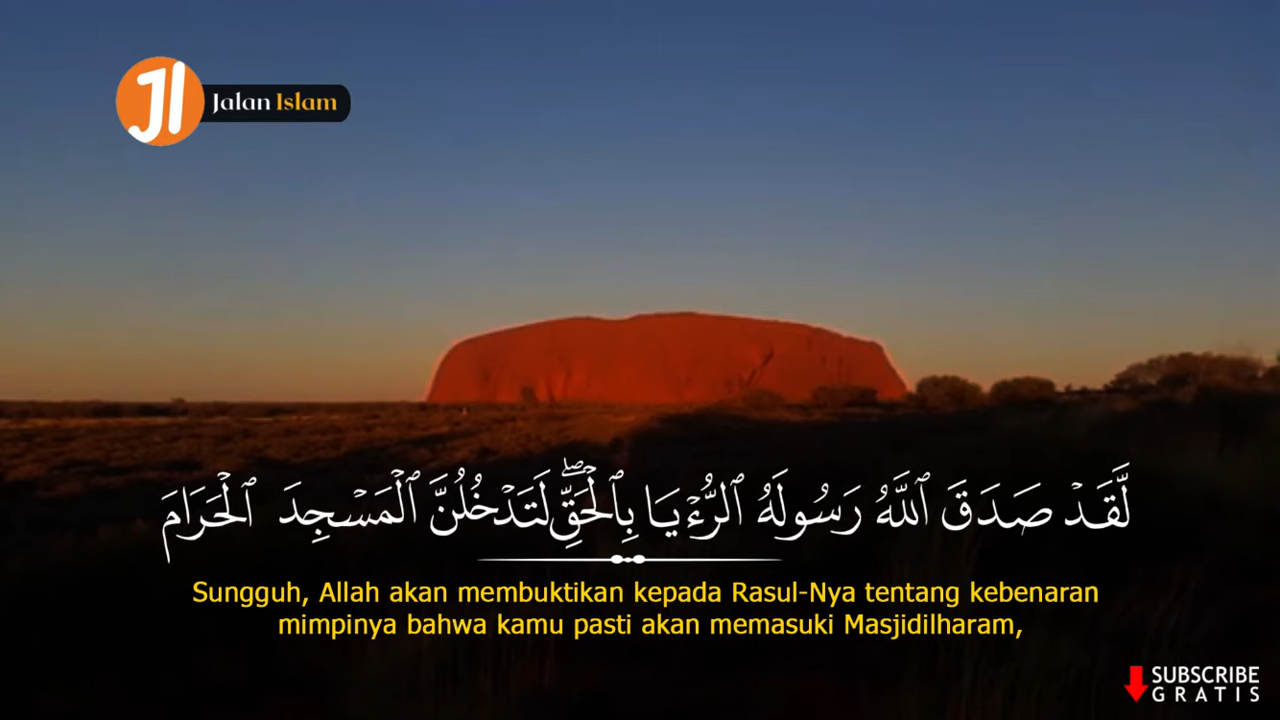 JI
Jalan Islam
لَّقَدْ صَدَقَ ٱللَّهُ رَسُولَهُ ٱلرُّءْيَا بِٱلْحَقِّ ۖ لَتَدْخُلُنَّ ٱلْمَسْجِدَ ٱلْحَرَامَ
Sungguh, Allah akan membuktikan kepada Rasul-Nya tentang kebenaran
mimpinya bahwa kamu pasti akan memasuki Masjidilharam,
SUBSCRIBE
GRATIS